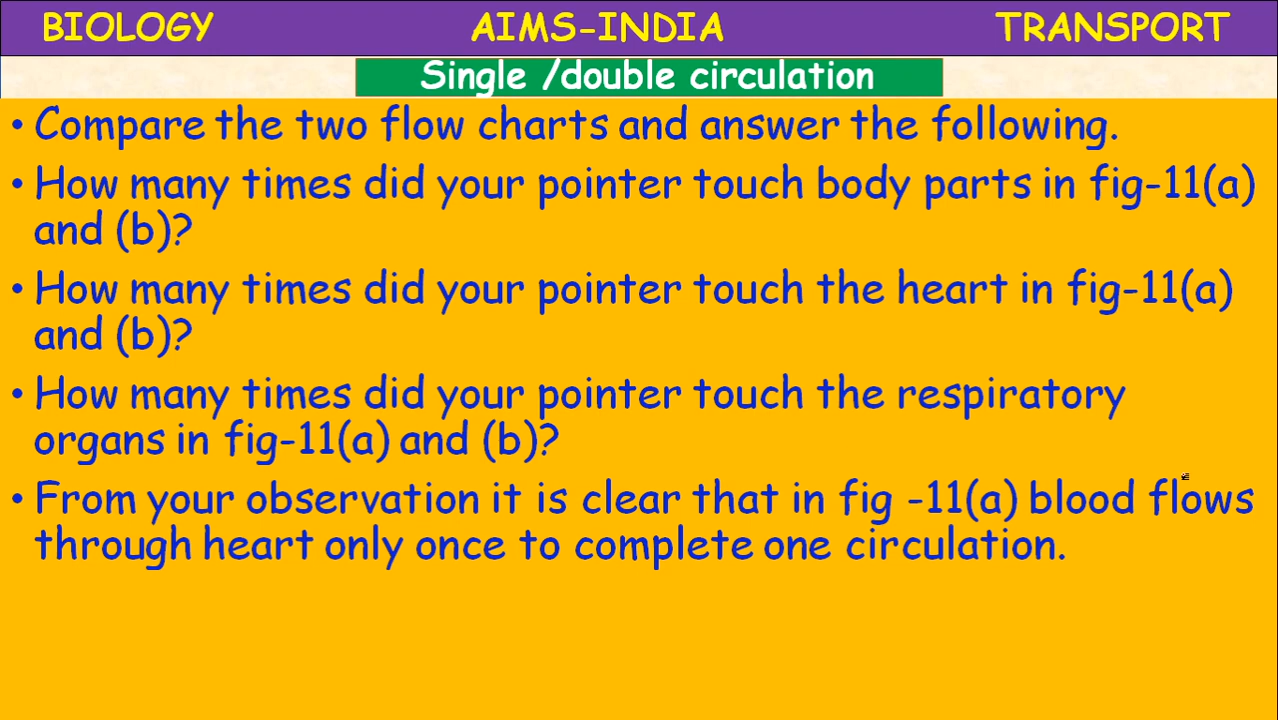 BIOLOGY AIMS-INDIA TRANSPORT
Single /double circulation
• Compare the two flow charts and answer the following.
• How many times did your pointer touch body parts in fig-11(a)
and (b)?
• How many times did your pointer touch the heart in fig-11(a)
and (b)?
• How many times did your pointer touch the respiratory
organs in fig-11(a) and (b)?
• From your observation it is clear that in fig -11(a) blood flows
through heart only once to complete one circulation.